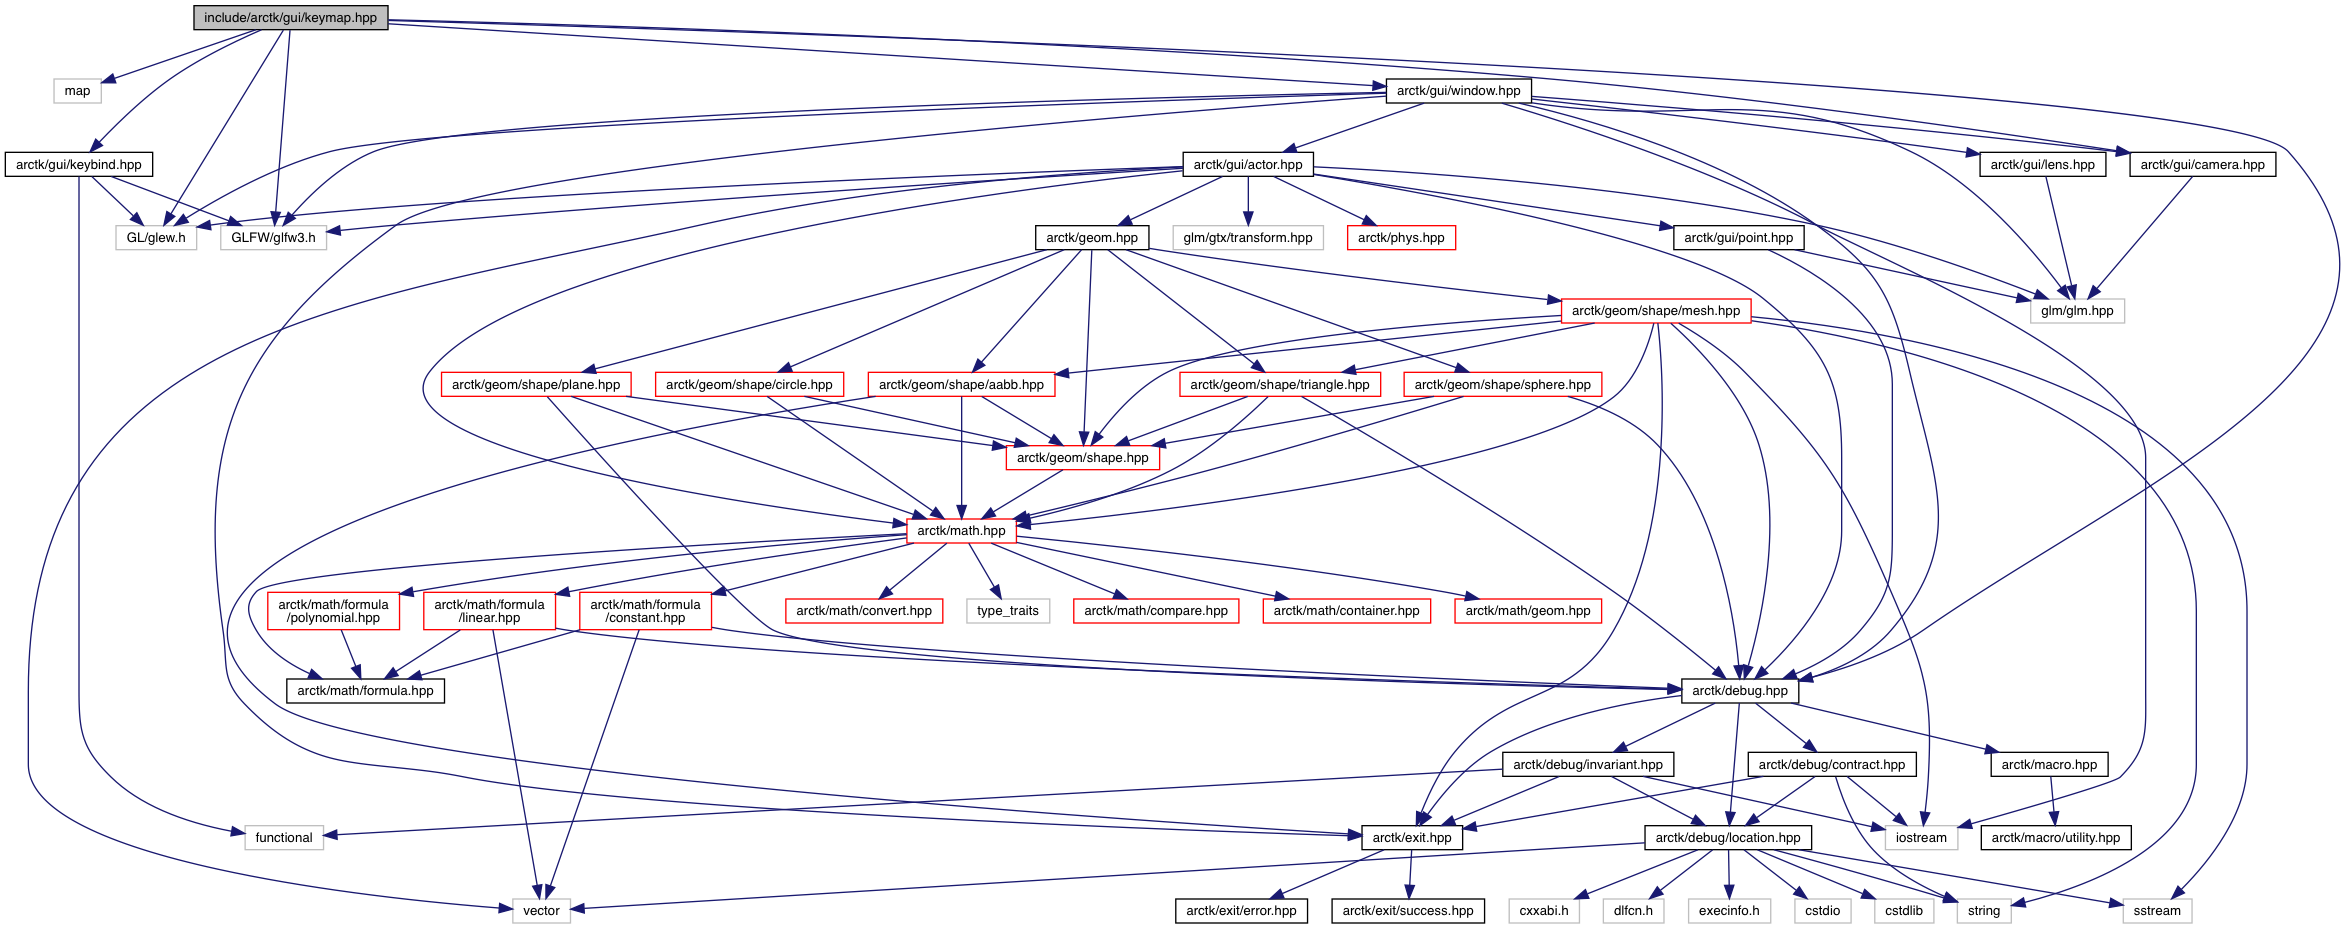 include/arctk/gui/keymap.hpp
map
arctk/gui/window.hpp
arctk/gui/keybind.hpp
arctk/gui/actor.hpp
arctk/gui/lens.hpp
arctk/gui/camera.hpp
GL/glew.h
GLFW/glfw3.h
arctk/geom.hpp
glm/gtx/transform.hpp
arctk/phys.hpp
arctk/gui/point.hpp
arctk/geom/shape/mesh.hpp
glm/glm.hpp
arctk/geom/shape/plane.hpp
arctk/geom/shape/circle.hpp
arctk/geom/shape/aabb.hpp
arctk/geom/shape/triangle.hpp
arctk/geom/shape/sphere.hpp
arctk/geom/shape.hpp
arctk/math.hpp
arctk/math/formula
/polynomial.hpp
arctk/math/formula
/linear.hpp
arctk/math/formula
/constant.hpp
arctk/math/convert.hpp
type_traits
arctk/math/compare.hpp
arctk/math/container.hpp
arctk/math/geom.hpp
arctk/math/formula.hpp
arctk/debug.hpp
arctk/debug/invariant.hpp
arctk/debug/contract.hpp
arctk/macro.hpp
functional
arctk/exit.hpp
arctk/debug/location.hpp
iostream
arctk/macro/utility.hpp
vector
arctk/exit/error.hpp
arctk/exit/success.hpp
cxxabi.h
dlfcn.h
execinfo.h
cstdio
cstdlib
string
sstream